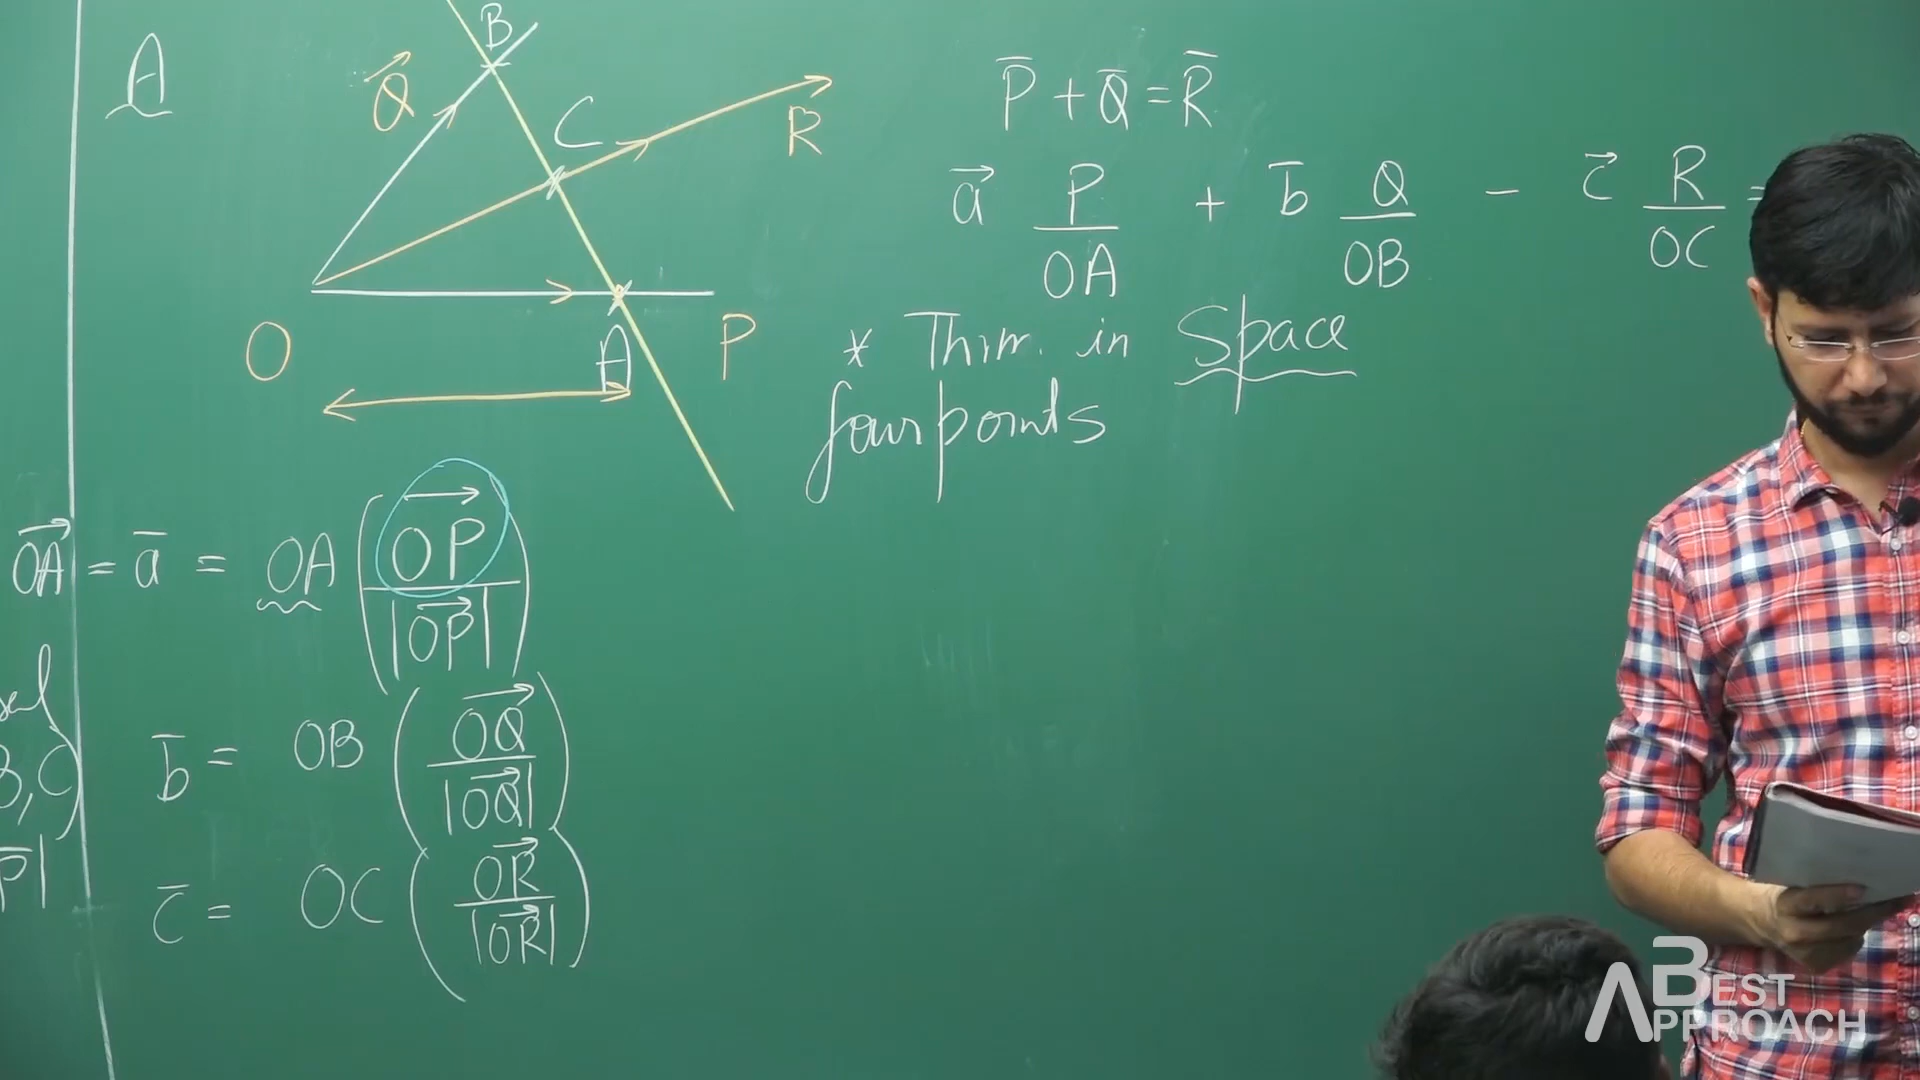 A
B
Q⃗
C
R
O
A
P
P̅ + Q̅ = R̅
a⃗ P/OA + b̅ Q/OB - c⃗ R/OC =
* Thrm. in Space
four points
OA⃗ = a̅ = OA (OP⃗/|OP⃗|)
b̅ = OB (OQ⃗/|OQ⃗|)
B, C)
P̅|
c̅ = OC (OR⃗/|OR⃗|)
BEST
APPROACH